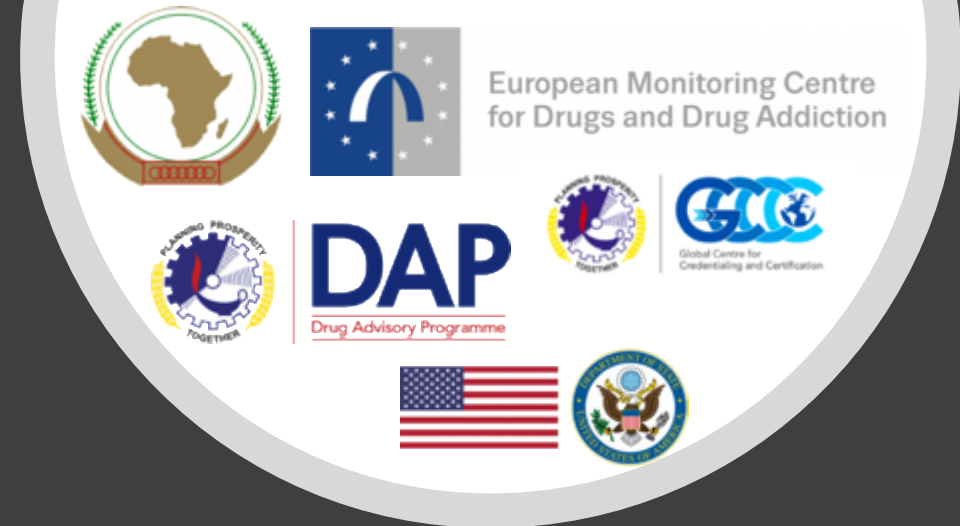 European Monitoring Centre
for Drugs and Drug Addiction
PLANNING PROSPERITY
TOGETHER
GCCC
Global Centre for
Credentialing and Certification
PLANNING PROSPERITY
TOGETHER
DAP
Drug Advisory Programme
DEPARTMENT OF STATE
UNITED STATES OF AMERICA